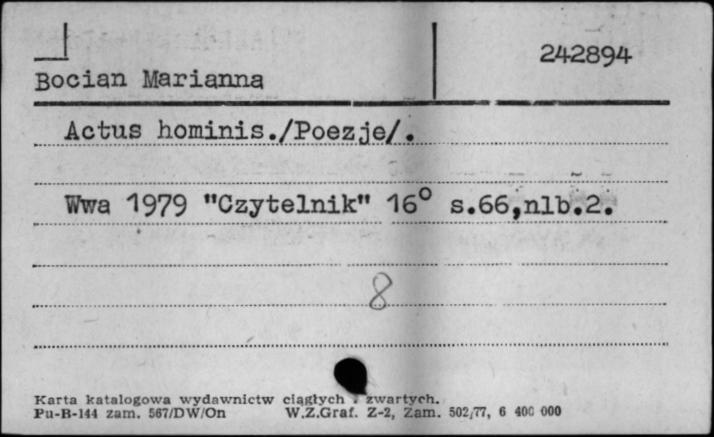 242894
Bocian Marianna
Actus hominis./Poezje/.
Wwa 1979 "Czytelnik" 16° s.66,nlb.2.
8
Karta katalogowa wydawnictw ciągłych i zwartych.
Pu-B-144 zam. 567/DW/On W.Z.Graf. Z-2, Zam. 502/77, 6 400 000